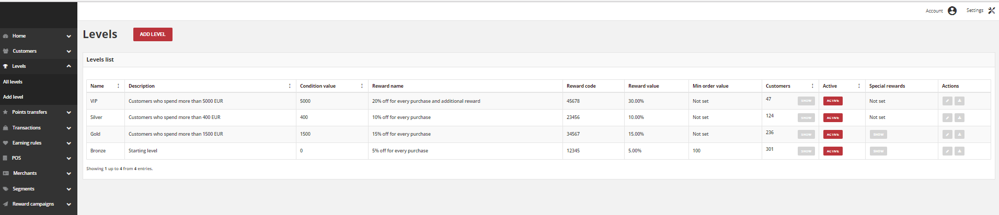 Account Settings
Home
Customers
Levels
All levels
Add level
Points transfers
Transactions
Earning rules
POS
Merchants
Segments
Reward campaigns
Levels ADD LEVEL
Levels list
Name Description Condition value Reward name Reward code Reward value Min order value Customers Active Special rewards Actions
VIP Customers who spend more than 5000 EUR 5000 20% off for every purchase and additional reward 45678 30.00% Not set 47 SHOW ACTIVE Not set
Silver Customers who spend more than 400 EUR 400 10% off for every purchase 23456 10.00% Not set 124 SHOW ACTIVE Not set
Gold Customers who spend more than 1500 EUR 1500 15% off for every purchase 34567 15.00% Not set 236 SHOW ACTIVE SHOW
Bronze Starting level 0 5% off for every purchase 12345 5.00% 100 301 SHOW ACTIVE SHOW
Showing 1 up to 4 from 4 entries.